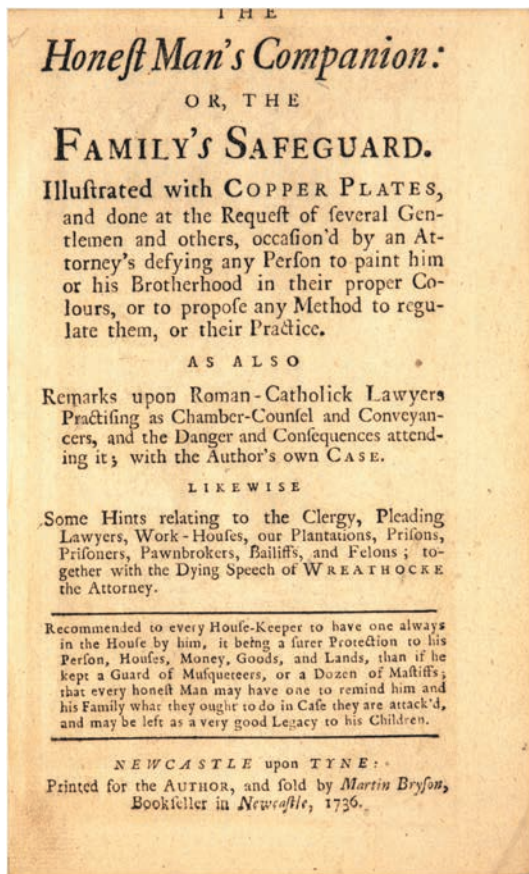 THE
Honeſt Man's Companion:
OR, THE
FAMILY'S SAFEGUARD.
Illuſtrated with COPPER PLATES,
and done at the Requeſt of ſeveral Gen-
tlemen and others, occaſion'd by an At-
torney's defying any Perſon to paint him
or his Brotherhood in their proper Co-
lours, or to propoſe any Method to regu-
late them, or their Practice.
AS ALSO
Remarks upon Roman-Catholick Lawyers
Practiſing as Chamber-Counſel and Conveyan-
cers, and the Danger and Conſequences attend-
ing it; with the Author's own CASE.
LIKEWISE
Some Hints relating to the Clergy, Pleading
Lawyers, Work-Houſes, our Plantations, Priſons,
Priſoners, Pawnbrokers, Bailiffs, and Felons; to-
gether with the Dying Speech of WREATHOCKE
the Attorney.
Recommended to every Houſe-Keeper to have one always
in the Houſe by him, it being a ſurer Protection to his
Perſon, Houſes, Money, Goods, and Lands, than if he
kept a Guard of Muſqueteers, or a Dozen of Maſtiffs;
that every honeſt Man may have one to remind him and
his Family what they ought to do in Caſe they are attack'd,
and may be left as a very good Legacy to his Children.
NEWCASTLE upon TYNE:
Printed for the AUTHOR, and ſold by Martin Bryſon,
Bookſeller in Newcaſtle, 1736.